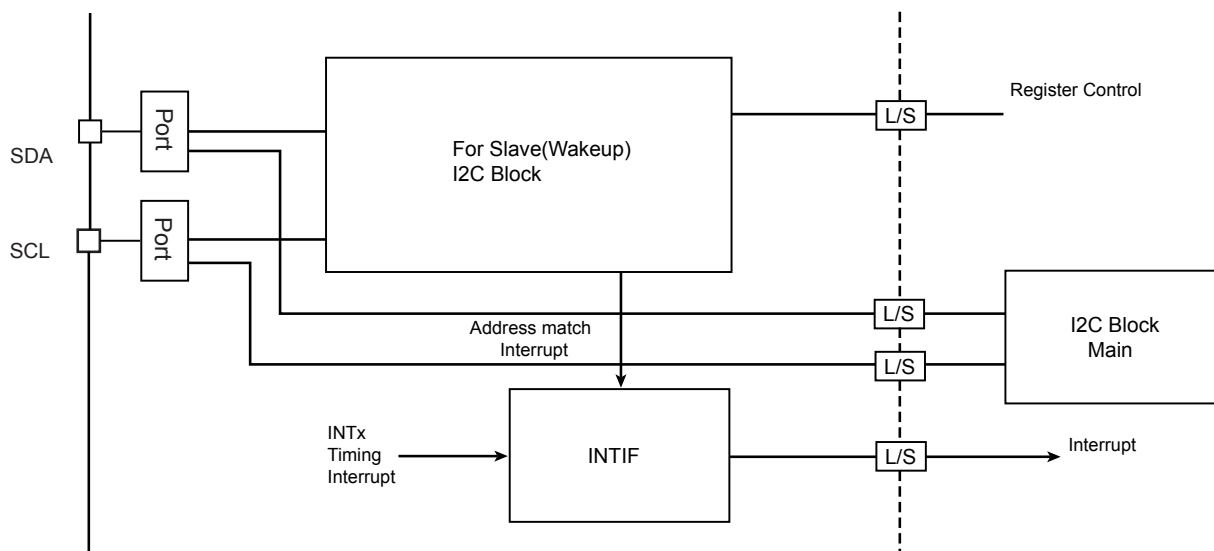 Register Control
L/S
Port
SDA
For Slave(Wakeup)
I2C Block
Port
SCL
L/S
I2C Block
Main
Address match
Interrupt
L/S
INTx
Timing
Interrupt
INTIF
L/S
Interrupt